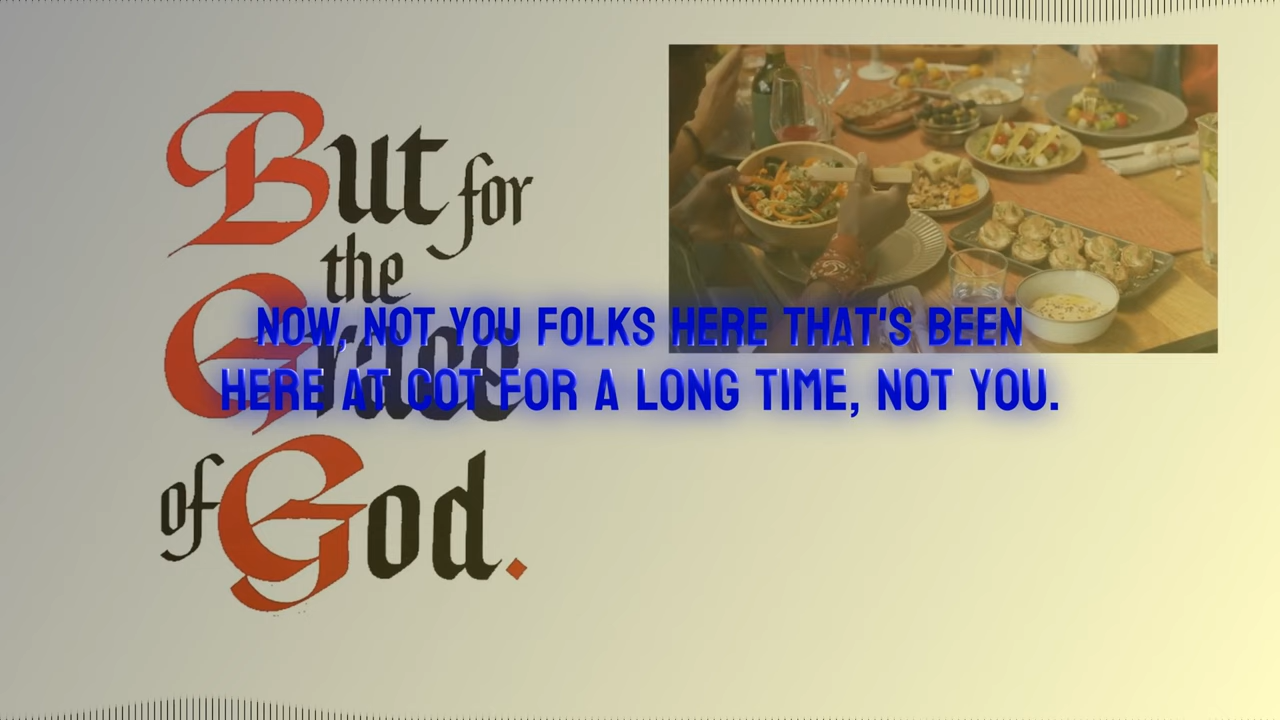 But for
the
Grace
of God.
NOW, NOT YOU FOLKS HERE THAT'S BEEN
HERE AT COT FOR A LONG TIME, NOT YOU.